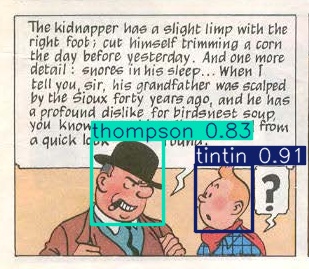 The kidnapper has a slight limp with the
right foot; cut himself trimming a corn
the day before yesterday. And one more
detail: snores in his sleep... When I
tell you, sir, his grandfather was scalped
by the Sioux forty years ago, and he has
a profound dislike for birdsnest soup,
you know from
a quick look round!
thompson 0.83
tintin 0.91
?